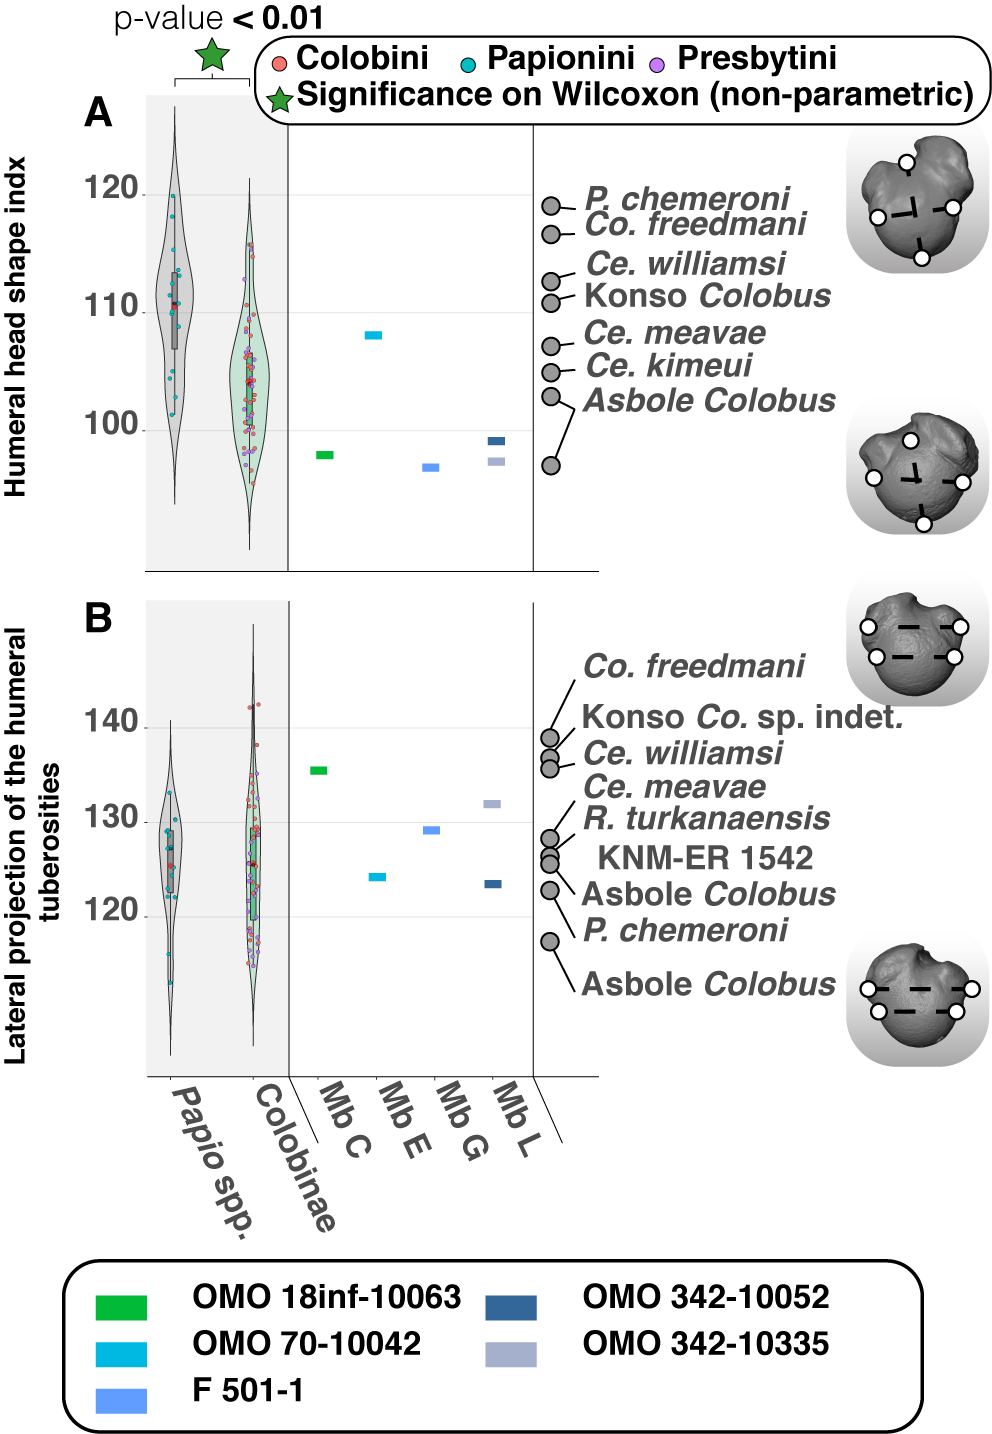 p-value < 0.01
Colobini Papionini Presbytini
Significance on Wilcoxon (non-parametric)
A
Humeral head shape indx
120
110
100
P. chemeroni
Co. freedmani
Ce. williamsi
Konso Colobus
Ce. meavae
Ce. kimeui
Asbole Colobus
B
Lateral projection of the humeral
tuberosities
140
130
120
Co. freedmani
Konso Co. sp. indet.
Ce. williamsi
Ce. meavae
R. turkanaensis
KNM-ER 1542
Asbole Colobus
P. chemeroni
Asbole Colobus
Papio spp.
Colobinae
Mb C
Mb E
Mb G
Mb L
OMO 18inf-10063
OMO 70-10042
F 501-1
OMO 342-10052
OMO 342-10335